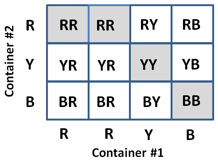 Container #2
R RR RR RY RB
Y YR YR YY YB
B BR BR BY BB
R R Y B
Container #1